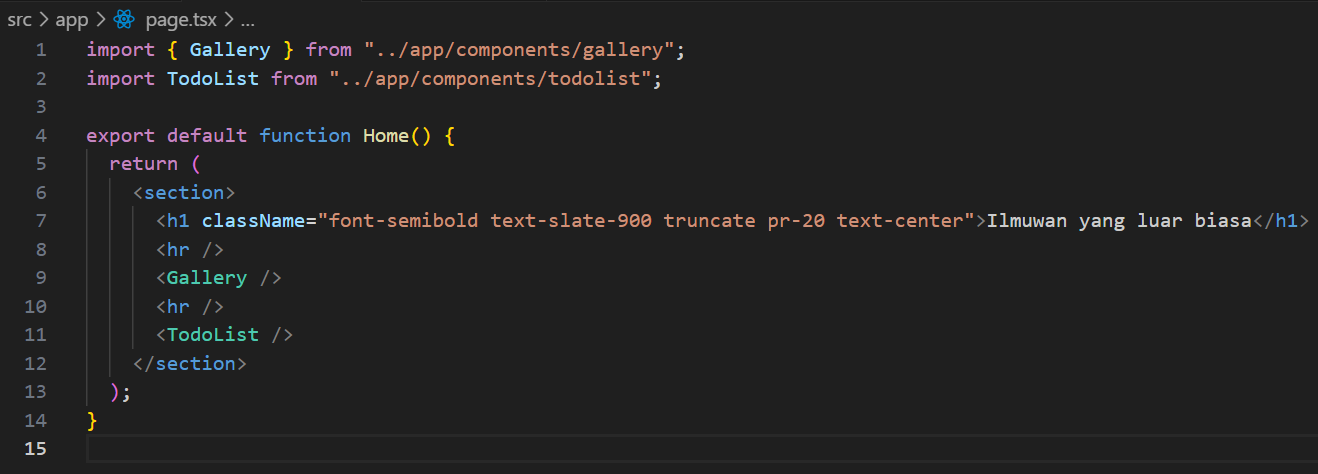 src > app > page.tsx > ...
1 import { Gallery } from "../app/components/gallery";
2 import TodoList from "../app/components/todolist";
3
4 export default function Home() {
5   return (
6     <section>
7       <h1 className="font-semibold text-slate-900 truncate pr-20 text-center">Ilmuwan yang luar biasa</h1>
8       <hr />
9       <Gallery />
10       <hr />
11       <TodoList />
12     </section>
13   );
14 }
15